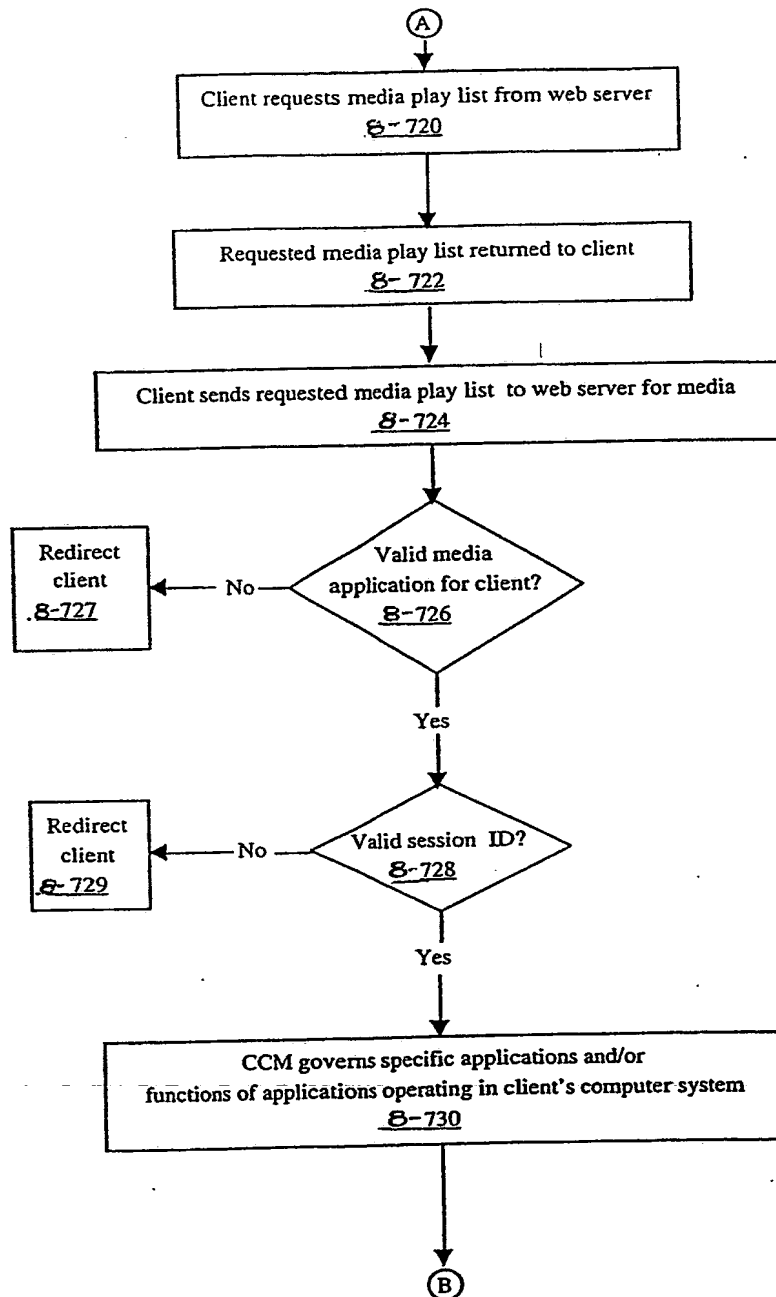 A
Client requests media play list from web server
8-720
Requested media play list returned to client
8-722
Client sends requested media play list to web server for media
8-724
Valid media
application for client?
8-726
No
Redirect
client
8-727
Yes
Valid session ID?
8-728
No
Redirect
client
8-729
Yes
CCM governs specific applications and/or
functions of applications operating in client's computer system
8-730
B